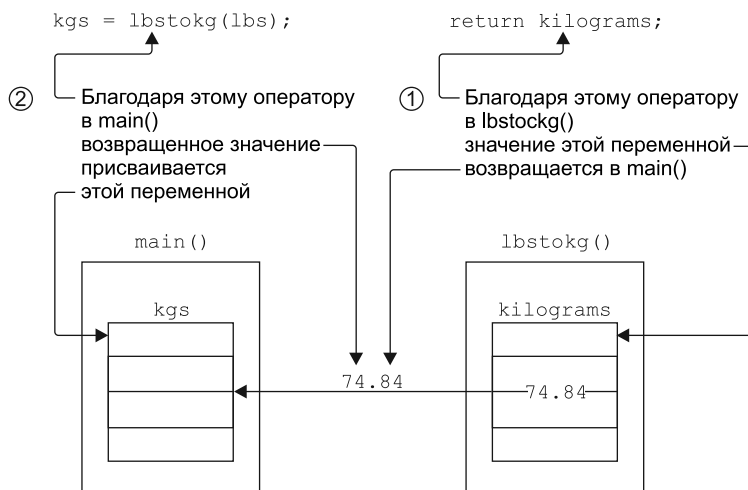 kgs = lbstokg(lbs);
return kilograms;
② Благодаря этому оператору
в main()
возвращенное значение
присваивается
этой переменной
① Благодаря этому оператору
в lbstockg()
значение этой переменной
возвращается в main()
main()
lbstokg()
kgs
kilograms
74.84
74.84